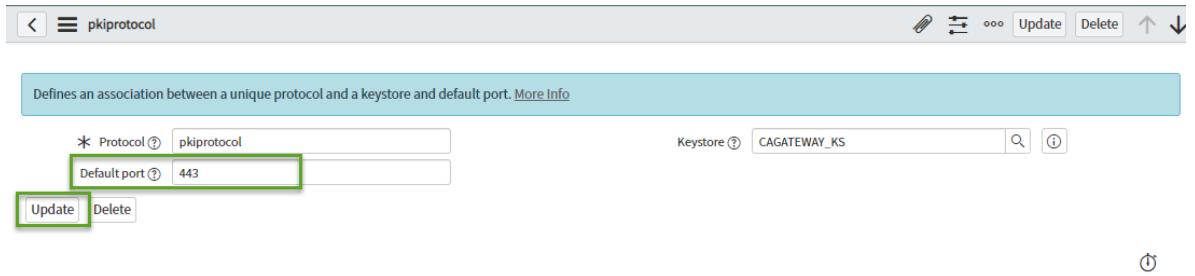 pkiprotocol Update Delete
Defines an association between a unique protocol and a keystore and default port. More Info
Protocol pkiprotocol Keystore CAGATEWAY_KS
Default port 443
Update Delete